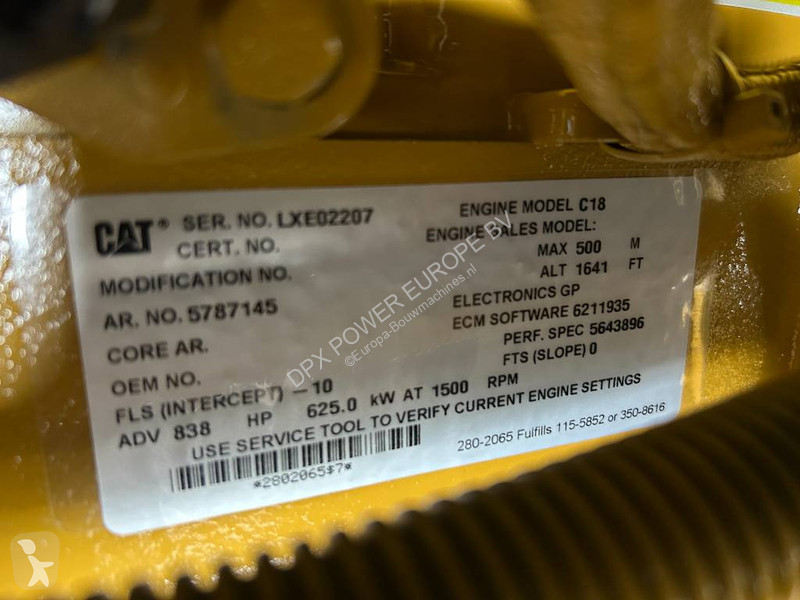 CAT® SER. NO. LXE02207 ENGINE MODEL C18
CERT. NO. ENGINE SALES MODEL:
MODIFICATION NO. MAX 500 M
ALT 1641 FT
AR. NO. 5787145 ELECTRONICS GP
CORE AR. ECM SOFTWARE 6211935
OEM NO. PERF. SPEC 5643896
FLS (INTERCEPT) -10 FTS (SLOPE) 0
ADV 838 HP 625.0 kW AT 1500 RPM
USE SERVICE TOOL TO VERIFY CURRENT ENGINE SETTINGS
*2802065$7*
280-2065 Fulfills 115-5852 or 350-8616
DPX POWER EUROPE BV
©Europa-Bouwmachines.nl